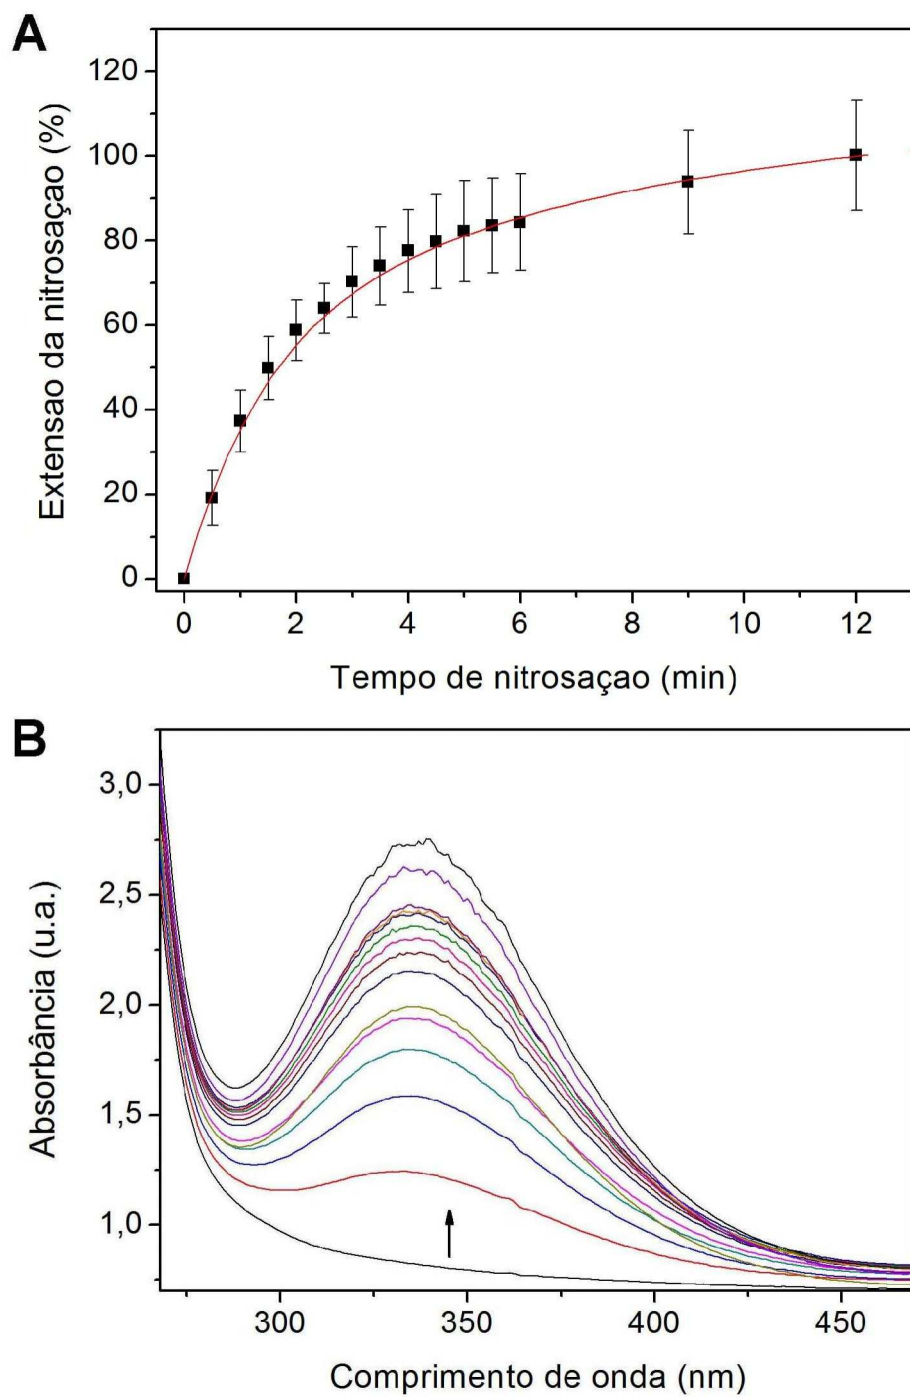 A
120
100
80
60
40
20
0
Extensao da nitrosaçao (%)
0 2 4 6 8 10 12
Tempo de nitrosaçao (min)
B
3,0
2,5
2,0
1,5
1,0
Absorbância (u.a.)
300 350 400 450
Comprimento de onda (nm)